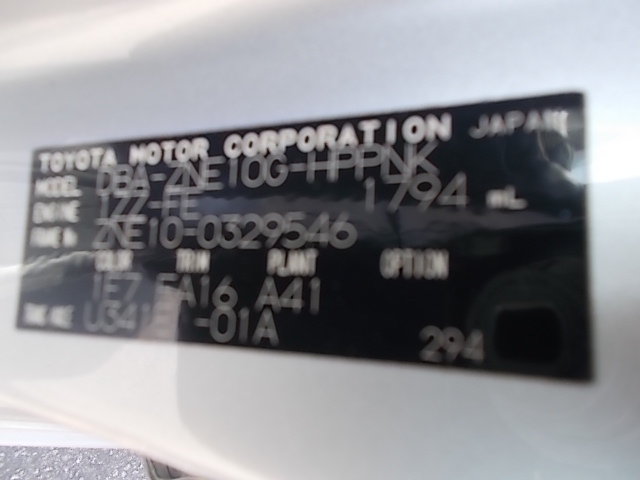 TOYOTA MOTOR CORPORATION JAPAN
MODEL DBA-ZNE10G-HPPNK
ENGINE 1ZZ-FE 1794 mL
FRAME No. ZNE10-0329546
COLOR TRIM PLANT OPTION
1E7 FA16 A41
-01A
294